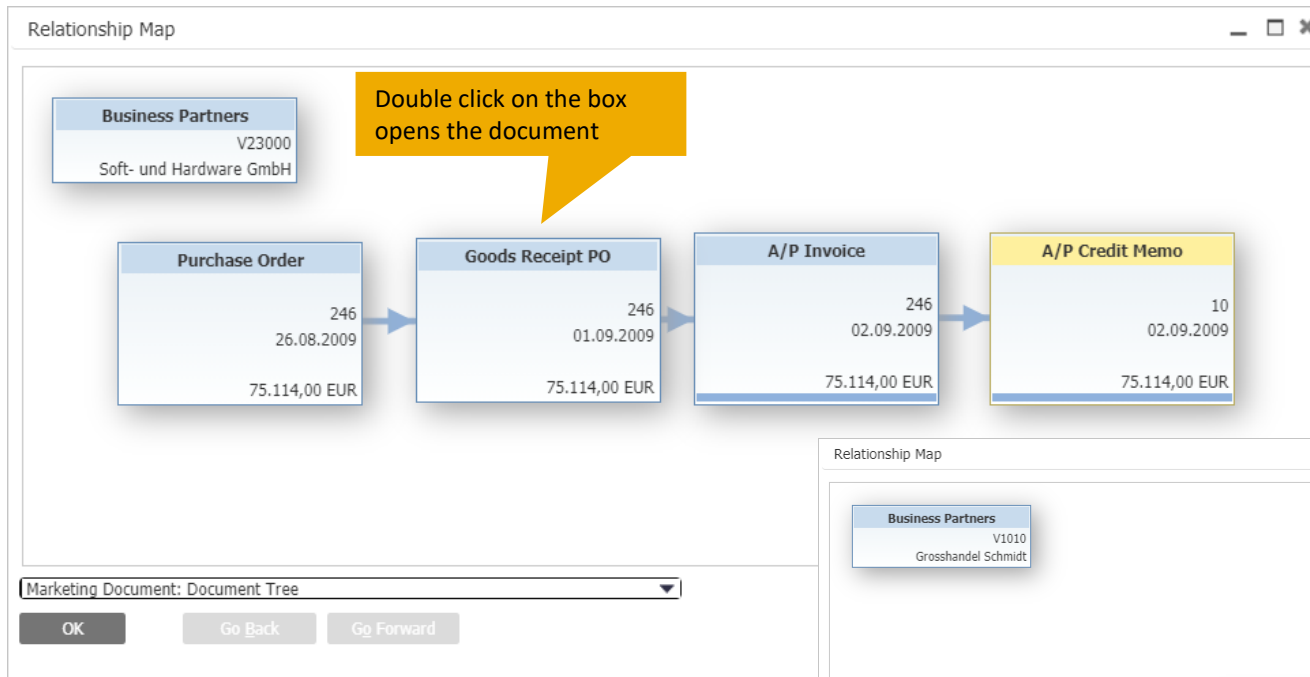 Relationship Map
Double click on the box
opens the document
Business Partners
V23000
Soft- und Hardware GmbH
Purchase Order
246
26.08.2009
75.114,00 EUR
Goods Receipt PO
246
01.09.2009
75.114,00 EUR
A/P Invoice
246
02.09.2009
75.114,00 EUR
A/P Credit Memo
10
02.09.2009
75.114,00 EUR
Marketing Document: Document Tree
OK
Go Back
Go Forward
Relationship Map
Business Partners
V1010
Grosshandel Schmidt